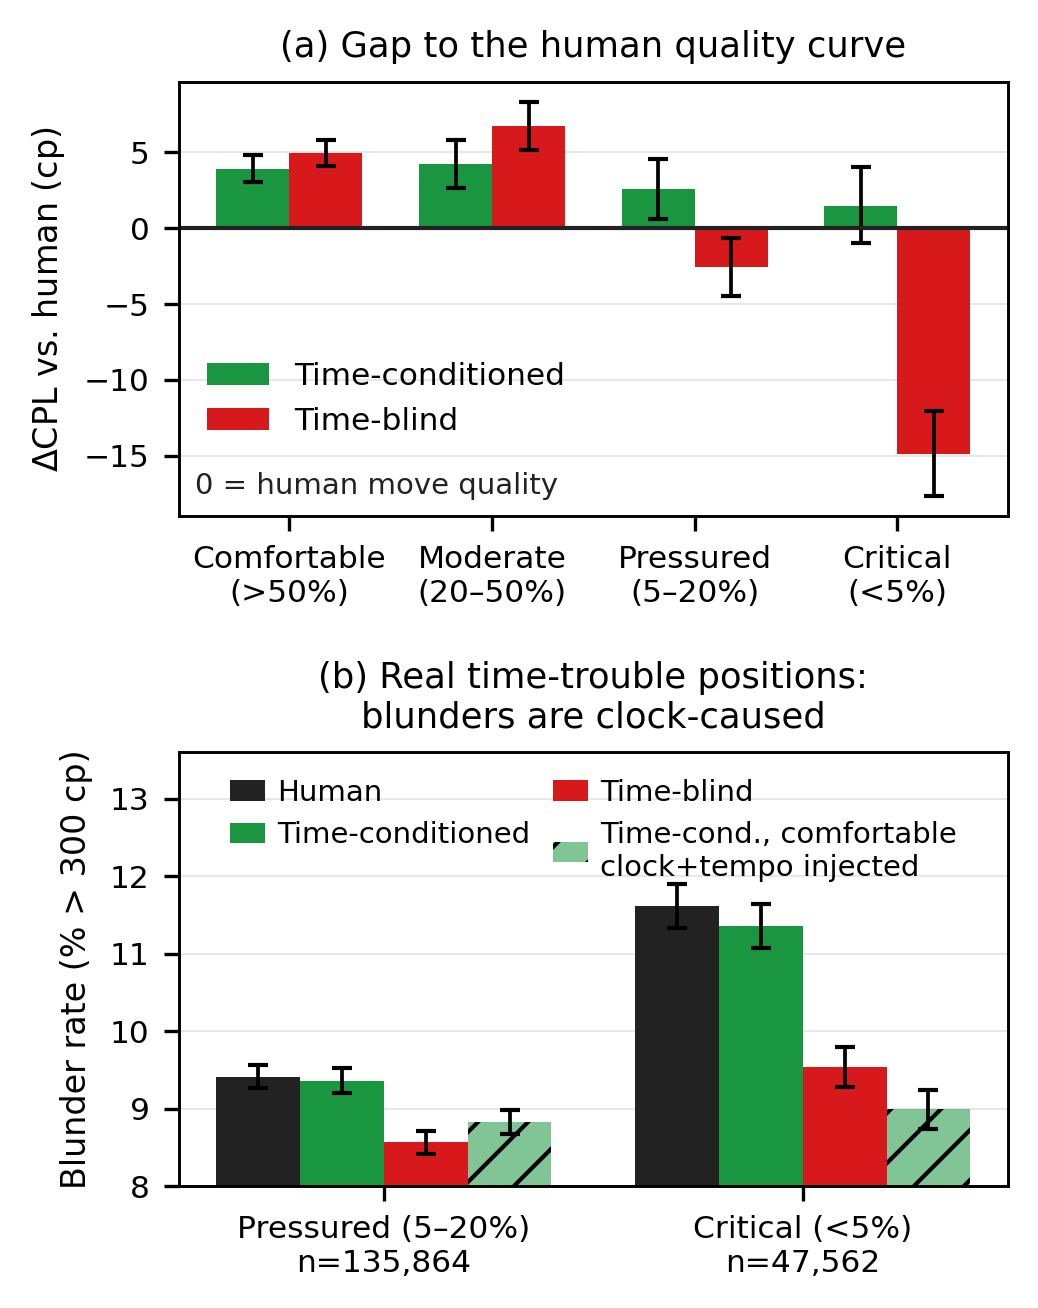 (a) Gap to the human quality curve
ΔCPL vs. human (cp)
5
0
−5
−10
−15
Time-conditioned
Time-blind
0 = human move quality
Comfortable
(>50%)
Moderate
(20–50%)
Pressured
(5–20%)
Critical
(<5%)
(b) Real time-trouble positions:
blunders are clock-caused
Blunder rate (% > 300 cp)
13
12
11
10
9
8
Human
Time-conditioned
Time-blind
Time-cond., comfortable
clock+tempo injected
Pressured (5–20%)
n=135,864
Critical (<5%)
n=47,562